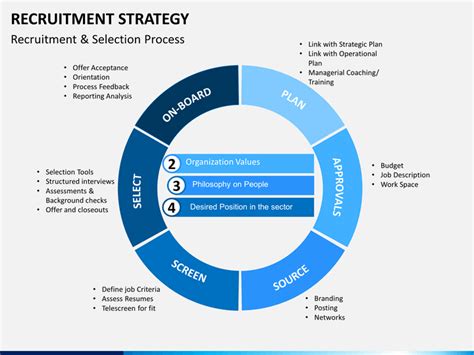 RECRUITMENT STRATEGY
Recruitment & Selection Process
• Offer Acceptance
• Orientation
• Process Feedback
• Reporting Analysis
• Link with Strategic Plan
• Link with Operational
Plan
• Managerial Coaching/
Training
ON-BOARD
PLAN
2 Organization Values
3 Philosophy on People
4 Desired Position in the sector
SELECT
APPROVALS
• Selection Tools
• Structured interviews
• Assessments &
Background checks
• Offer and closeouts
• Budget
• Job Description
• Work Space
SCREEN
SOURCE
• Define job Criteria
• Assess Resumes
• Telescreen for fit
• Branding
• Posting
• Networks